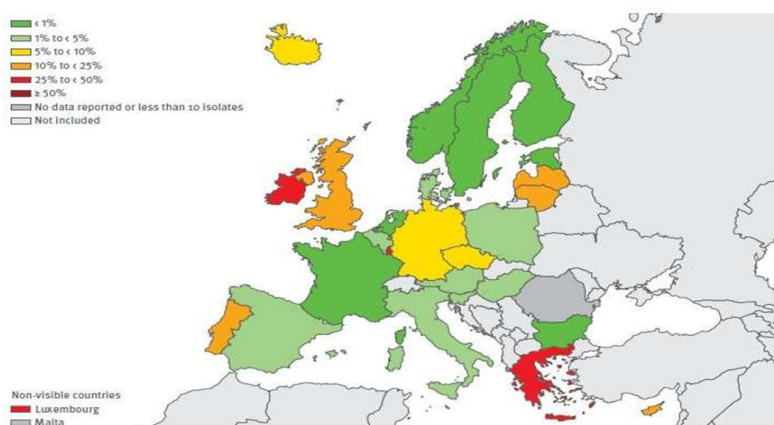 < 1%
1% to < 5%
5% to < 10%
10% to < 25%
25% to < 50%
≥ 50%
No data reported or less than 10 isolates
Not included
Non-visible countries
Luxembourg
Malta